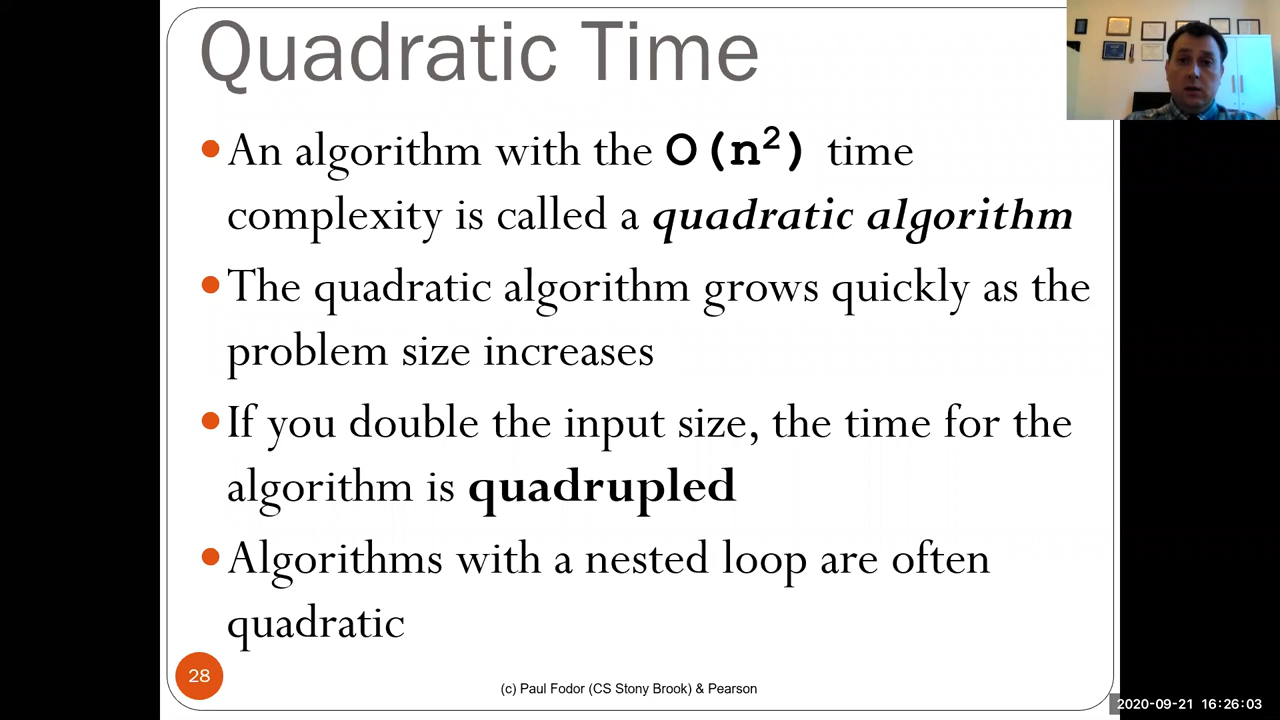 Quadratic Time
• An algorithm with the O(n²) time
complexity is called a quadratic algorithm
• The quadratic algorithm grows quickly as the
problem size increases
• If you double the input size, the time for the
algorithm is quadrupled
• Algorithms with a nested loop are often
quadratic
28
(c) Paul Fodor (CS Stony Brook) & Pearson
2020-09-21 16:26:03